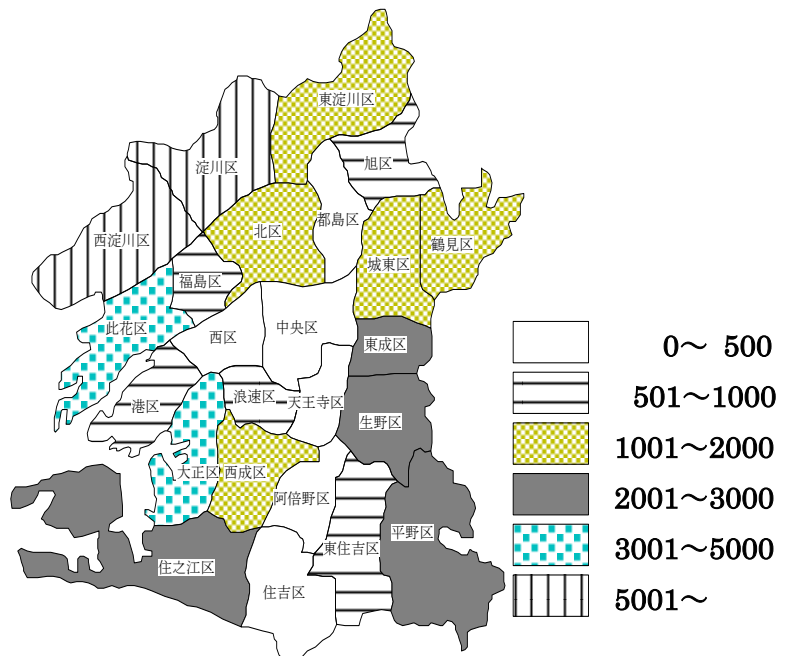 東淀川区
旭区
淀川区
都島区
北区
西淀川区
鶴見区
城東区
福島区
此花区
中央区
西区
東成区
浪速区
天王寺区
港区
生野区
大正区
西成区
阿倍野区
平野区
東住吉区
住之江区
住吉区
0～ 500
501～1000
1001～2000
2001～3000
3001～5000
5001～